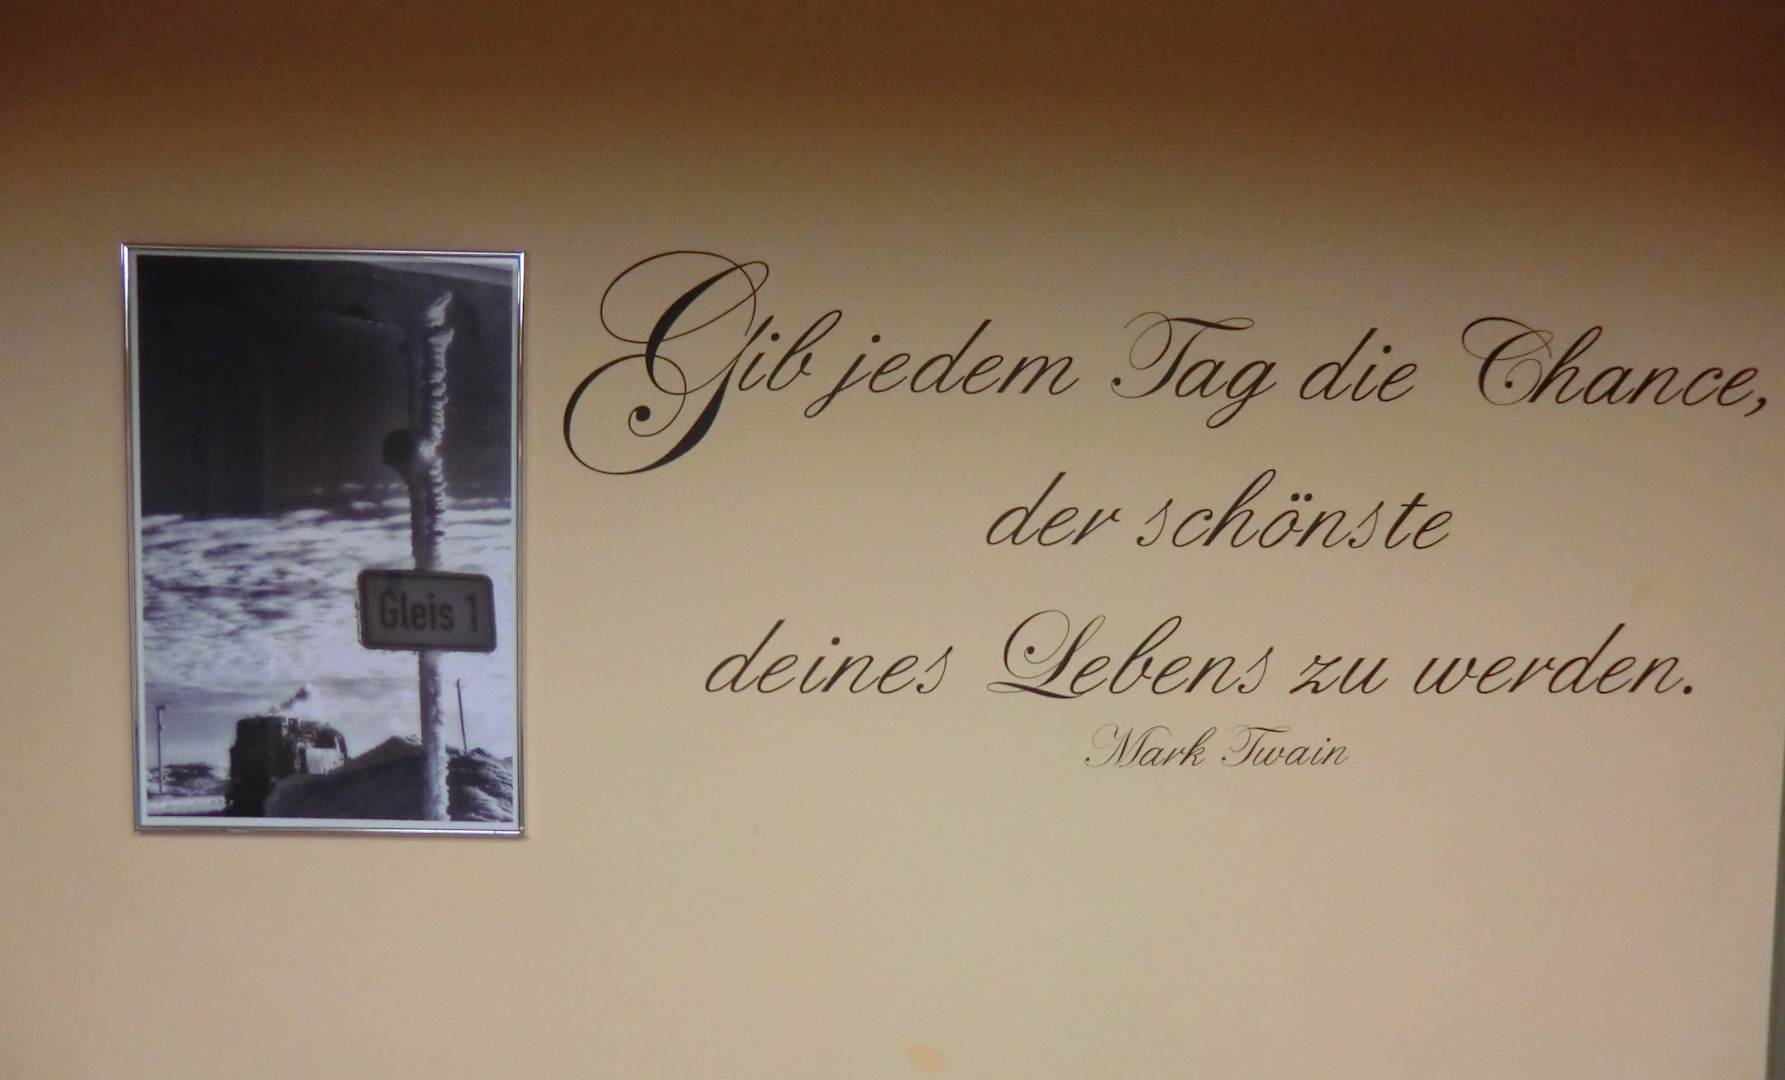 Gleis 1
Gib jedem Tag die Chance,
der schönste
deines Lebens zu werden.
Mark Twain